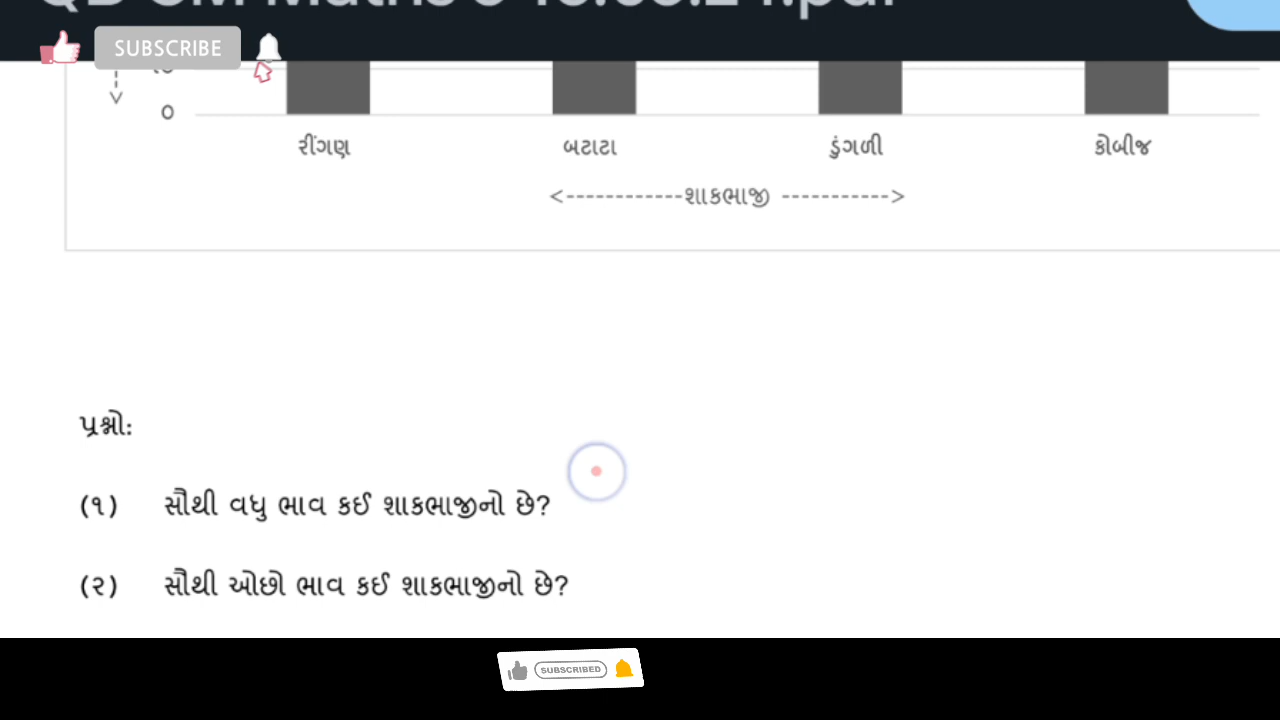 SUBSCRIBE
0
રીંગણ બટાટા ડુંગળી કોબીજ
<------------શાકભાજી ----------->
પ્રશ્નો:
(૧) સૌથી વધુ ભાવ કઈ શાકભાજીનો છે?
(૨) સૌથી ઓછો ભાવ કઈ શાકભાજીનો છે?
SUBSCRIBED